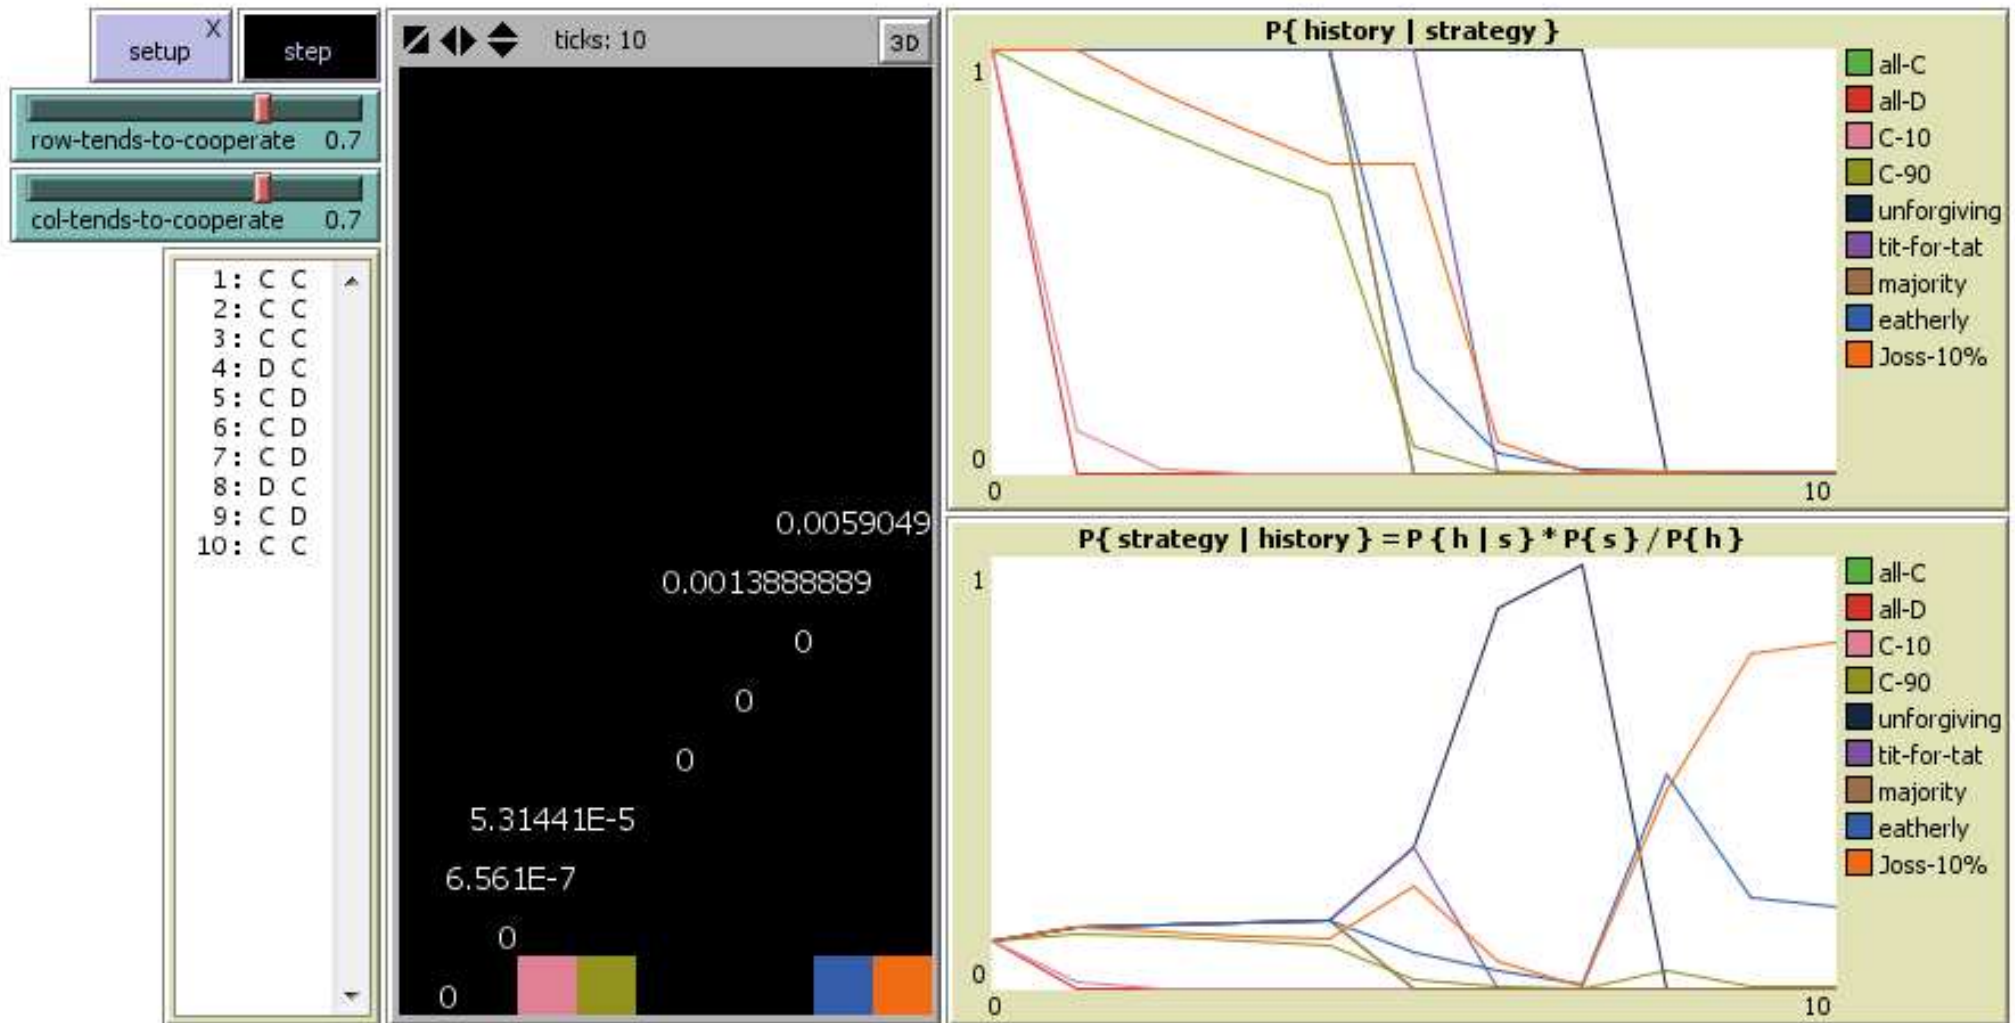 setup
X
step
row-tends-to-cooperate 0.7
col-tends-to-cooperate 0.7
1: C C
2: C C
3: C C
4: D C
5: C D
6: C D
7: C D
8: D C
9: C D
10: C C
ticks: 10
3D
0.0059049
0.0013888889
0
0
0
5.31441E-5
6.561E-7
0
0
P{ history | strategy }
1
0
0
10
all-C
all-D
C-10
C-90
unforgiving
tit-for-tat
majority
eatherly
Joss-10%
P{ strategy | history } = P { h | s } * P{ s } / P{ h }
1
0
0
10
all-C
all-D
C-10
C-90
unforgiving
tit-for-tat
majority
eatherly
Joss-10%